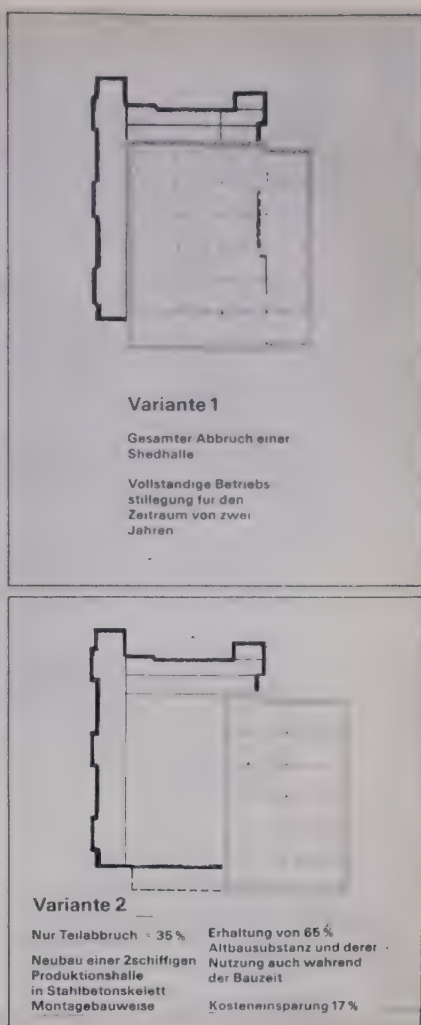 Variante 1
Gesamter Abbruch einer
Shedhalle
Vollstandige Betriebs
stillegung fur den
Zeitraum von zwei
Jahren
Variante 2
Nur Teilabbruch = 35 %
Neubau einer 2schiffigen
Produktionshalle
in Stahlbetonskelett
Montagebauweise
Erhaltung von 65 %
Altbausubstanz und derer
Nutzung auch wahrend
der Bauzeit
Kosteneinsparung 17 %